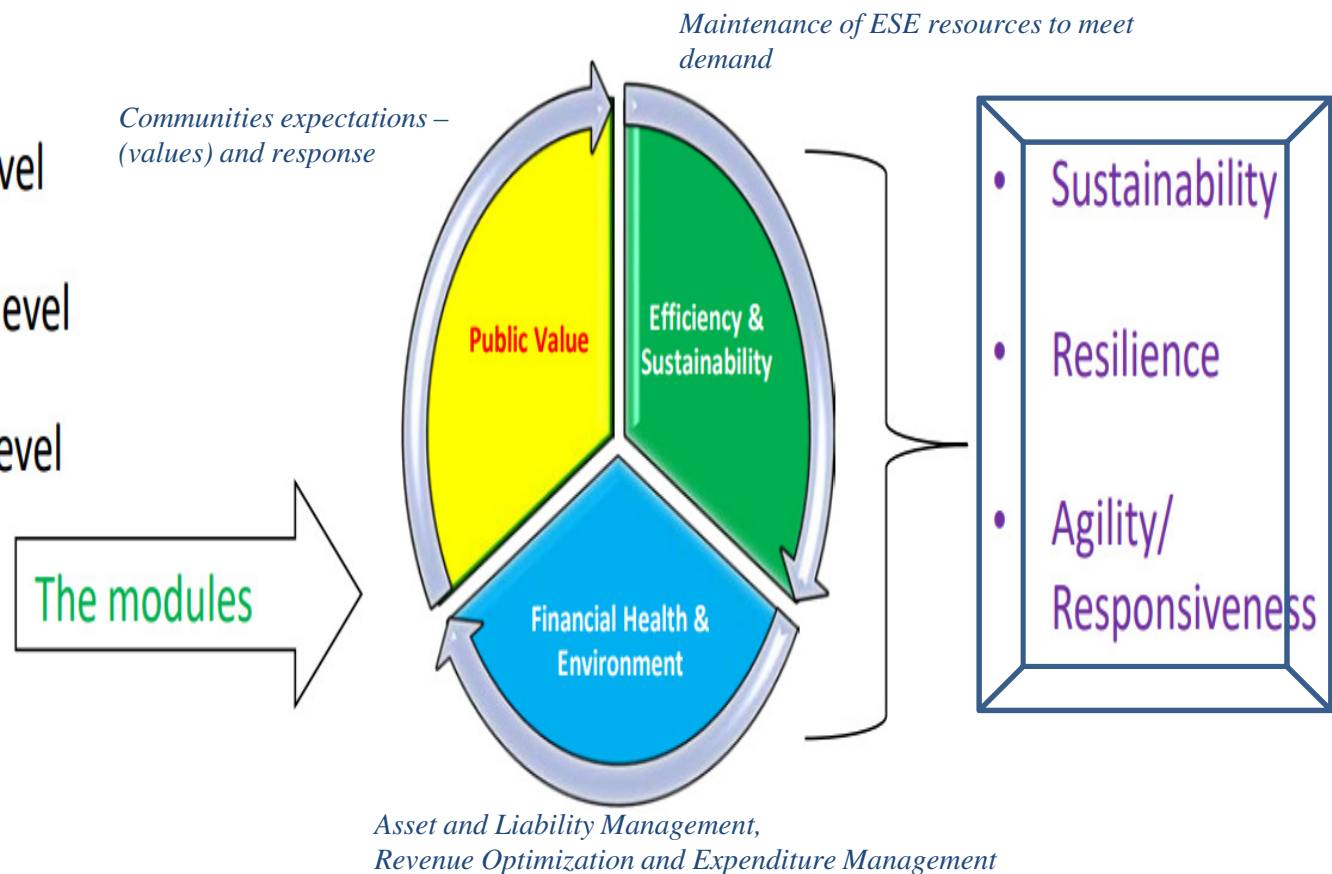 Maintenance of ESE resources to meet
demand
Communities expectations –
(values) and response
vel
evel
evel
The modules
Public Value
Efficiency &
Sustainability
Financial Health &
Environment
• Sustainability
• Resilience
• Agility/
Responsiveness
Asset and Liability Management,
Revenue Optimization and Expenditure Management